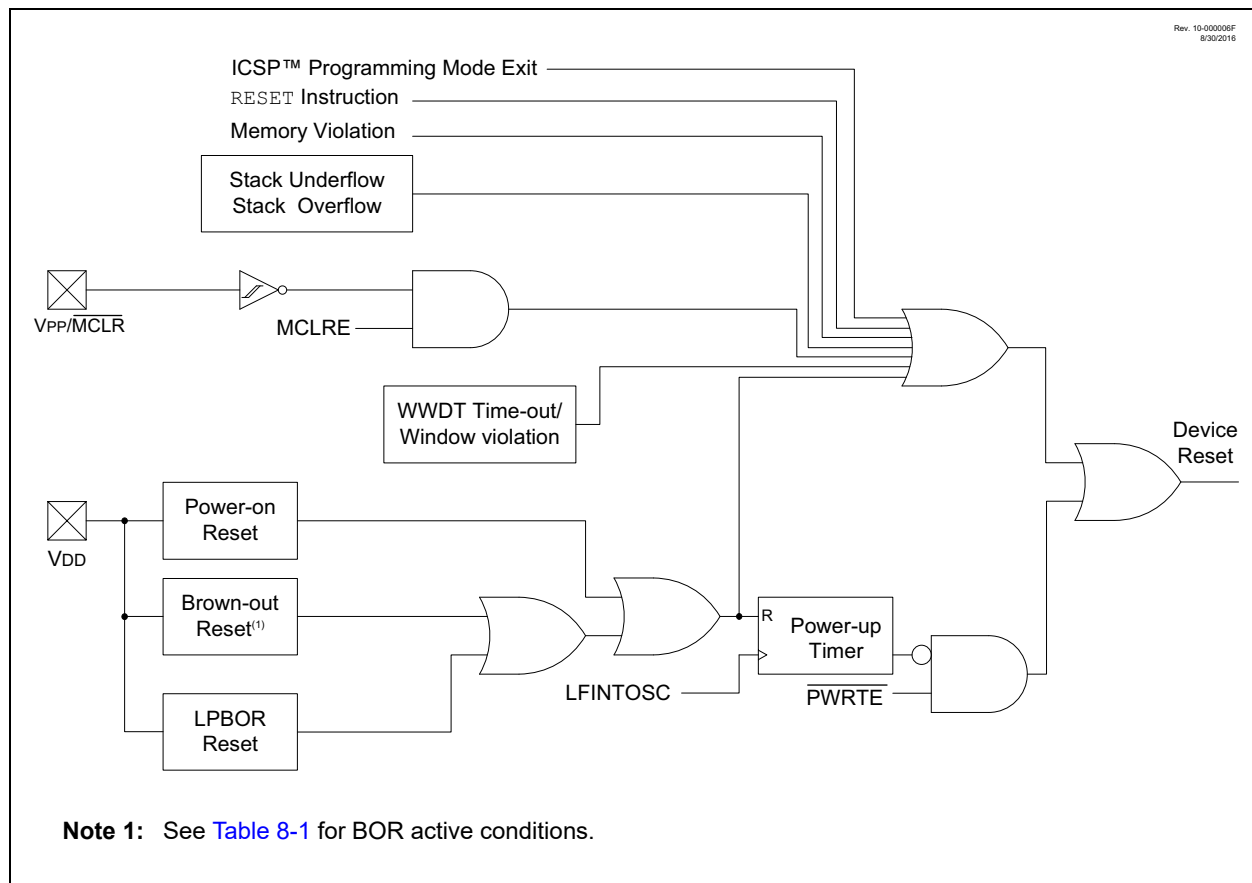 Rev. 10-000006F
8/30/2016
ICSP™ Programming Mode Exit
RESET Instruction
Memory Violation
Stack Underflow
Stack Overflow
VPP/MCLR
MCLRE
WWDT Time-out/
Window violation
Device
Reset
VDD
Power-on
Reset
Brown-out
Reset(1)
LPBOR
Reset
R
Power-up
Timer
LFINTOSC
PWRTE
Note 1: See Table 8-1 for BOR active conditions.